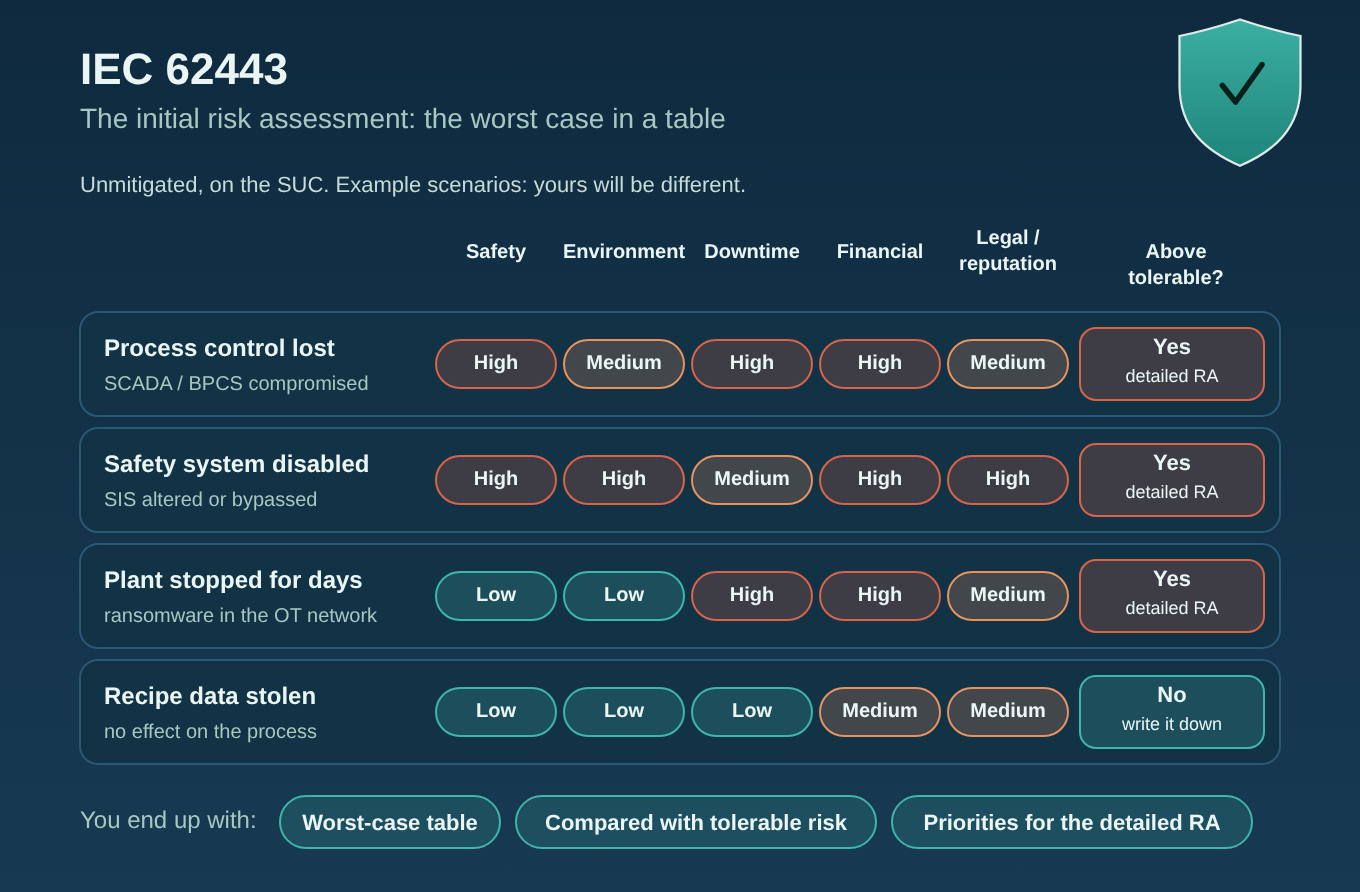 IEC 62443
The initial risk assessment: the worst case in a table
Unmitigated, on the SUC. Example scenarios: yours will be different.
Safety Environment Downtime Financial Legal / reputation Above tolerable?
Process control lost
SCADA / BPCS compromised
High Medium High High Medium
Yes
detailed RA
Safety system disabled
SIS altered or bypassed
High High Medium High High
Yes
detailed RA
Plant stopped for days
ransomware in the OT network
Low Low High High Medium
Yes
detailed RA
Recipe data stolen
no effect on the process
Low Low Low Medium Medium
No
write it down
You end up with: Worst-case table Compared with tolerable risk Priorities for the detailed RA